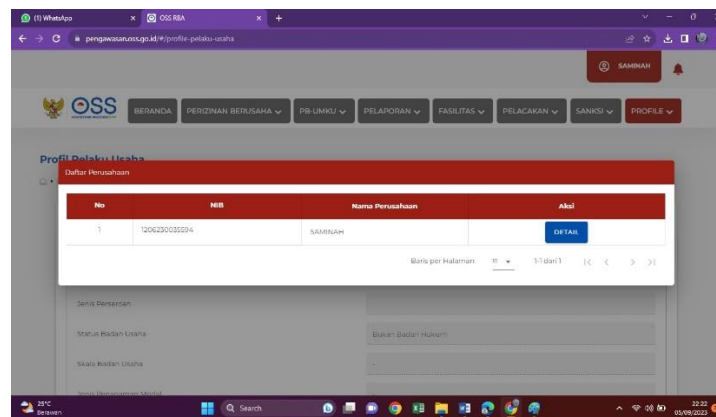 (1) WhatsApp
OSS RBA
pengawasan.oss.go.id/#/profile-pelaku-usaha
SAMINAH
OSS
BERANDA
PERIZINAN BERUSAHA
PB-UMKU
PELAPORAN
FASILITAS
PELACAKAN
SANKSI
PROFILE
Profil Pelaku Usaha
Daftar Perusahaan
No NIB Nama Perusahaan Aksi
1 1206230035594 SAMINAH DETAIL
Baris per Halaman 1-1 dari 1
Jenis Perseroan
Status Badan Usaha Bukan Badan Hukum
Skala Badan Usaha -
Jenis Penanaman Modal
25°C
Berawan
Search
22:22
05/09/2023